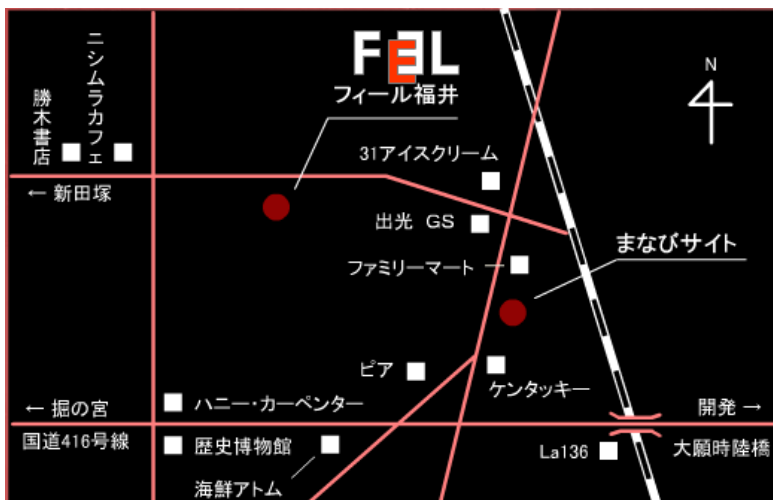 FEEL
フィール福井
N
ニシムラカフェ
勝木書店
31アイスクリーム
← 新田塚
出光 GS
まなびサイト
ファミリーマート
ピア
ケンタッキー
← 掘の宮
ハニー・カーペンター
開発 →
国道416号線
歴史博物館
La136
大願時陸橋
海鮮アトム